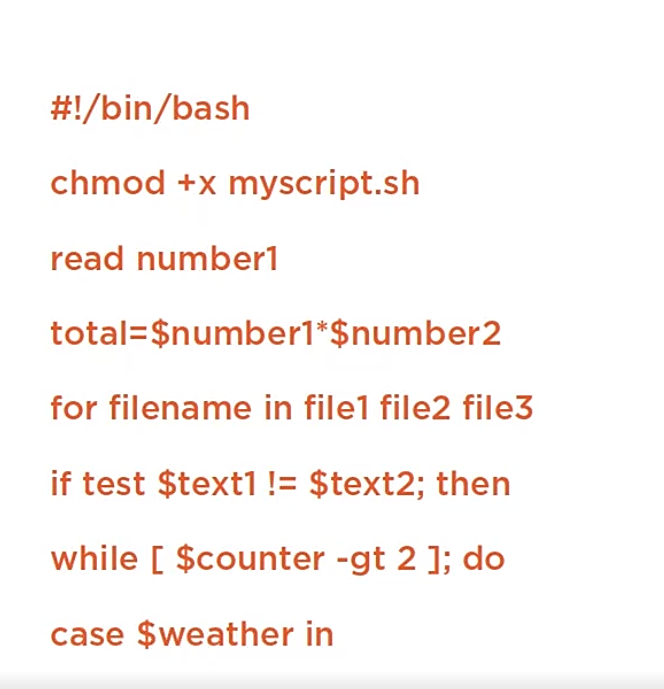 #!/bin/bash
chmod +x myscript.sh
read number1
total=$number1*$number2
for filename in file1 file2 file3
if test $text1 != $text2; then
while [ $counter -gt 2 ]; do
case $weather in